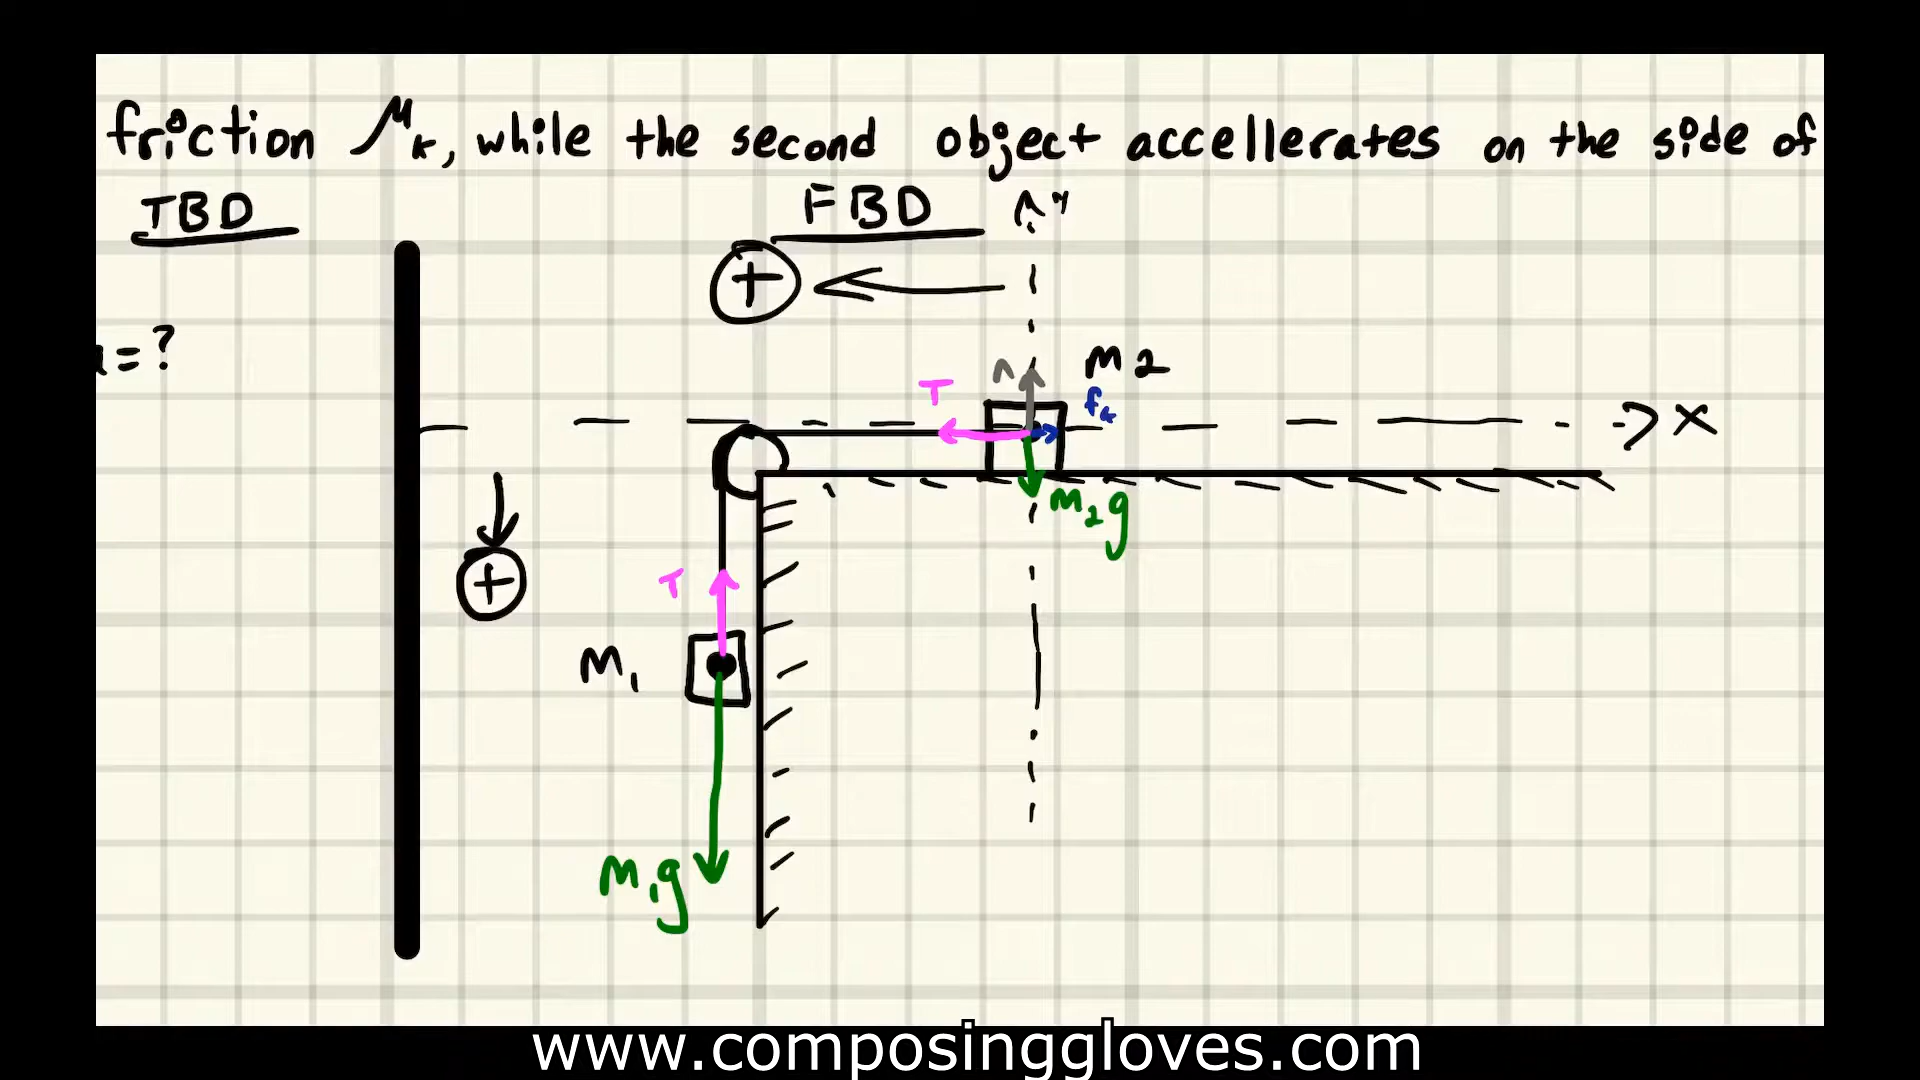 friction μk, while the second object accellerates on the side of
TBD
FBD
y
+
=?
M2
T
N
fk
x
m2g
+
T
M1
M1g
www.composinggloves.com